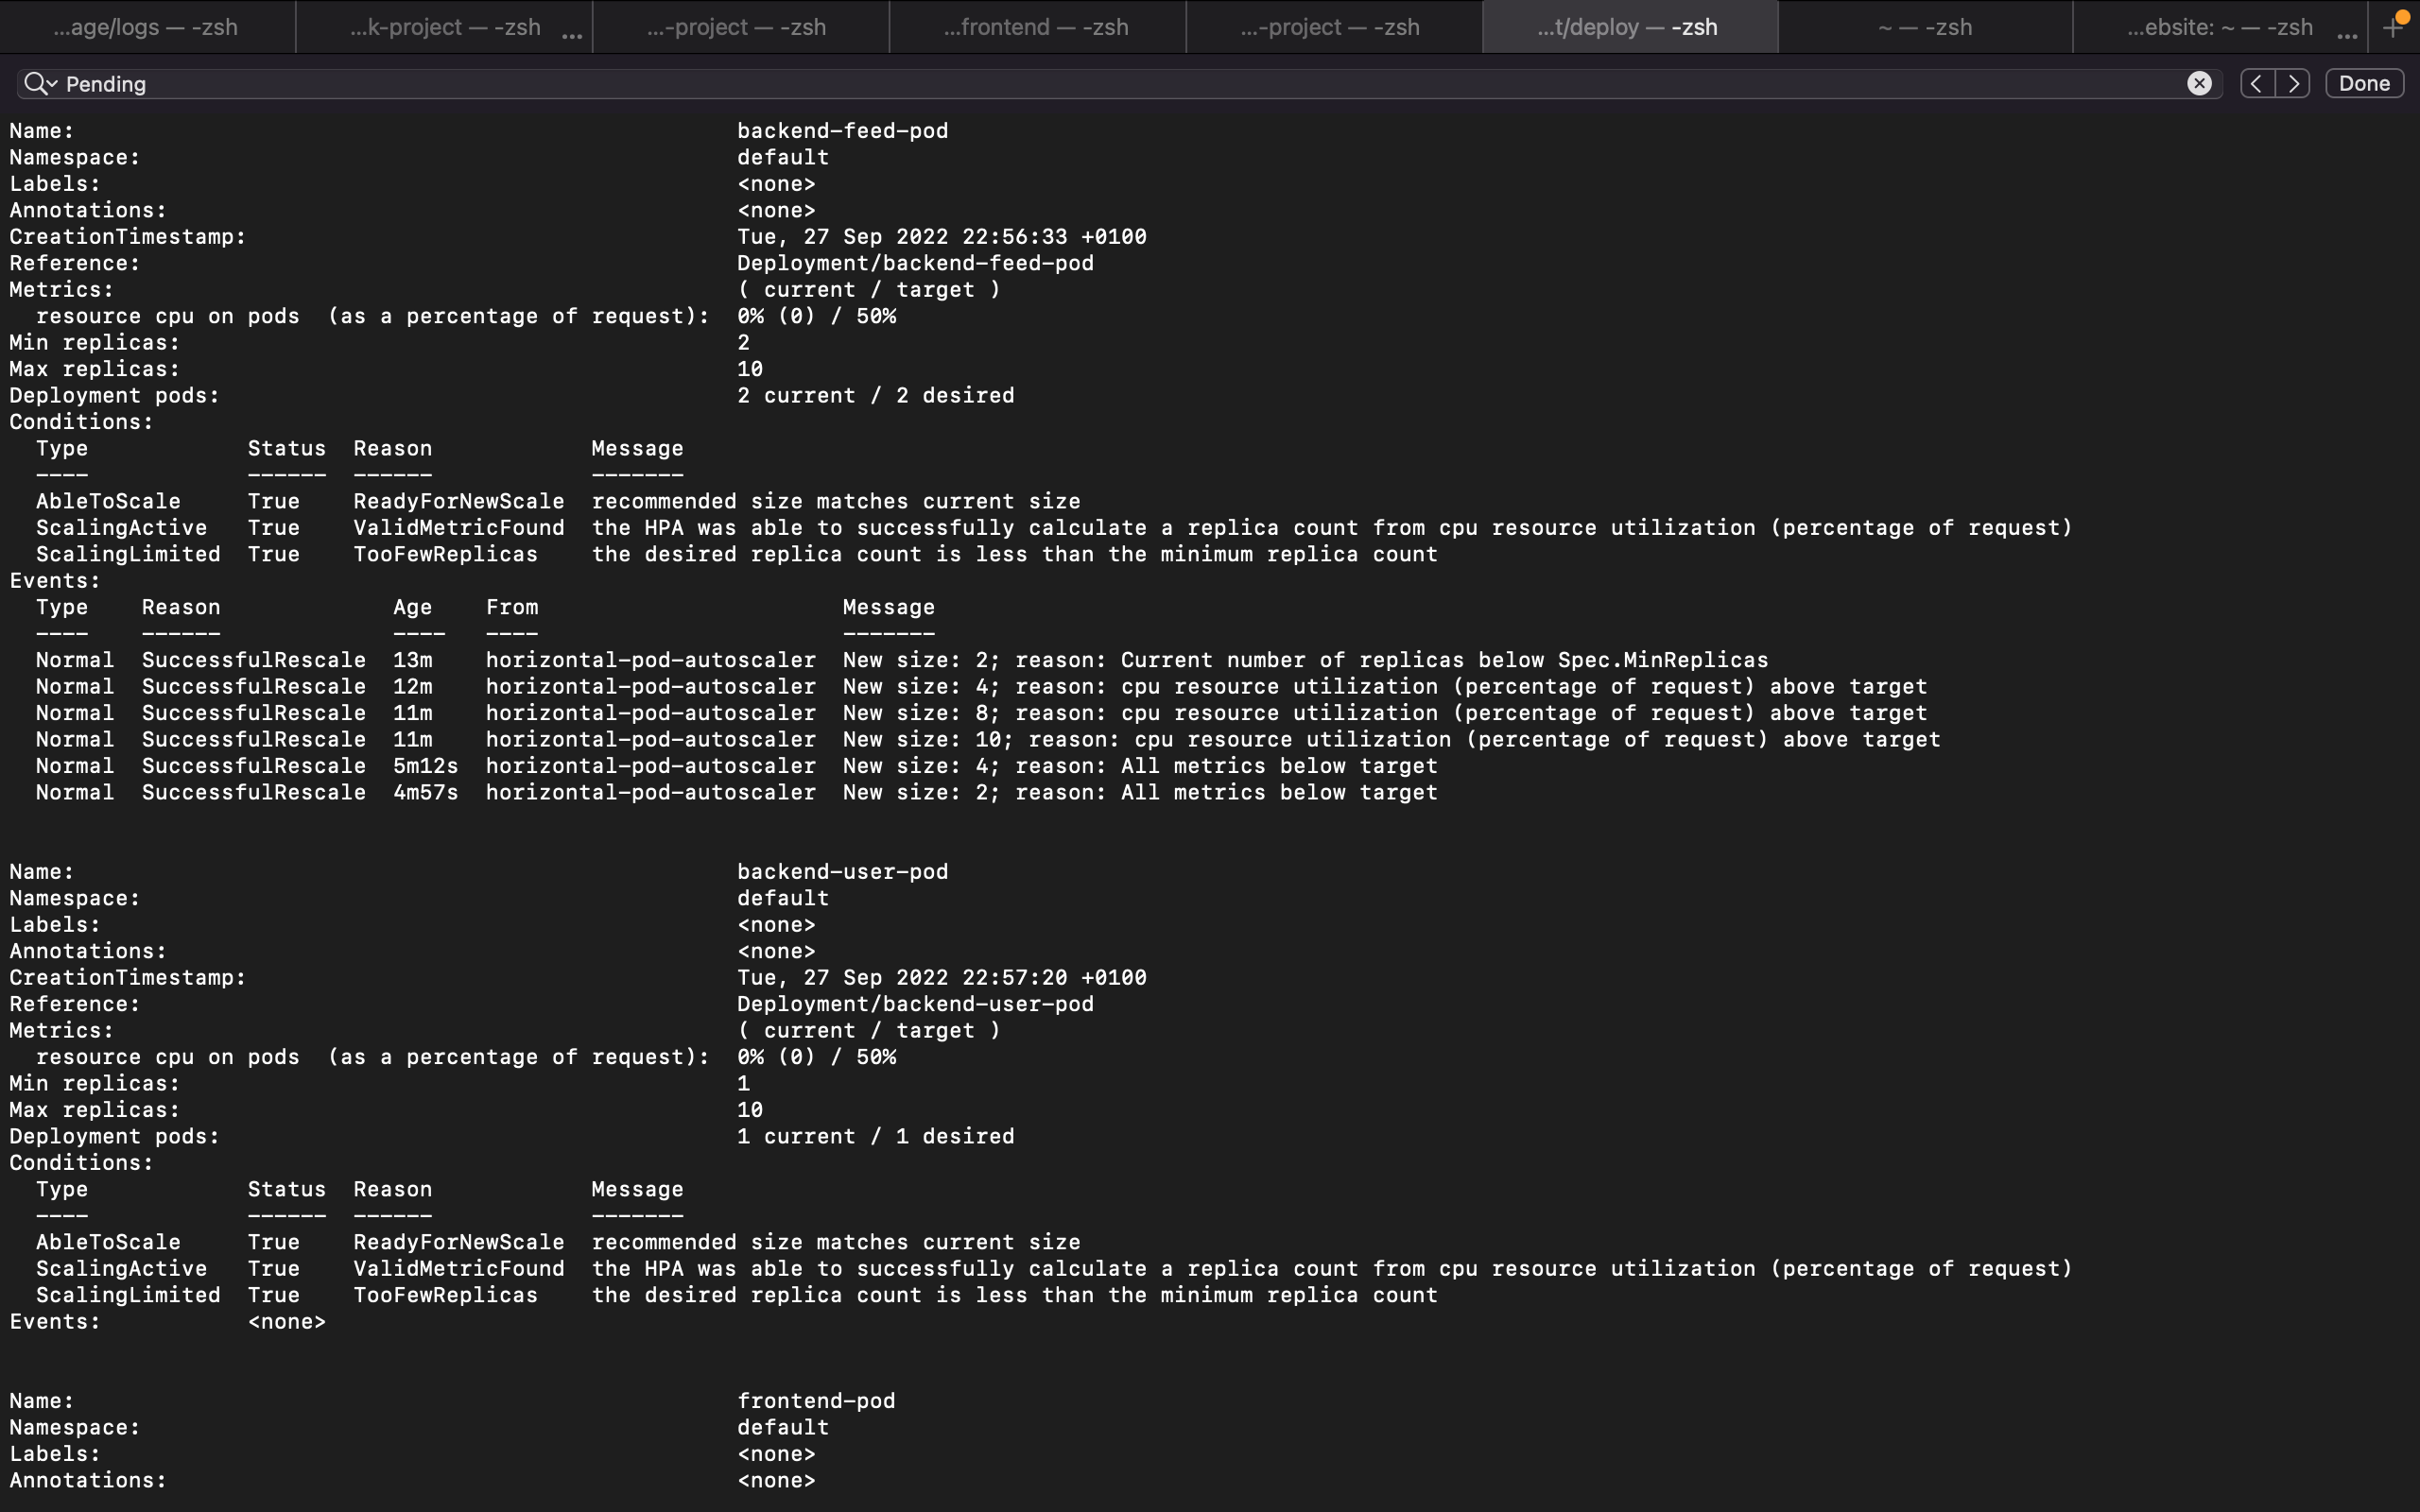 ...age/logs — -zsh ...k-project — -zsh ... ...-project — -zsh ...frontend — -zsh ...-project — -zsh ...t/deploy — -zsh ~ — -zsh ...ebsite: ~ — -zsh ... +
Pending Done
Name: backend-feed-pod
Namespace: default
Labels: <none>
Annotations: <none>
CreationTimestamp: Tue, 27 Sep 2022 22:56:33 +0100
Reference: Deployment/backend-feed-pod
Metrics: ( current / target )
resource cpu on pods (as a percentage of request): 0% (0) / 50%
Min replicas: 2
Max replicas: 10
Deployment pods: 2 current / 2 desired
Conditions:
Type Status Reason Message
---- ------ ------ -------
AbleToScale True ReadyForNewScale recommended size matches current size
ScalingActive True ValidMetricFound the HPA was able to successfully calculate a replica count from cpu resource utilization (percentage of request)
ScalingLimited True TooFewReplicas the desired replica count is less than the minimum replica count
Events:
Type Reason Age From Message
---- ------ ---- ---- -------
Normal SuccessfulRescale 13m horizontal-pod-autoscaler New size: 2; reason: Current number of replicas below Spec.MinReplicas
Normal SuccessfulRescale 12m horizontal-pod-autoscaler New size: 4; reason: cpu resource utilization (percentage of request) above target
Normal SuccessfulRescale 11m horizontal-pod-autoscaler New size: 8; reason: cpu resource utilization (percentage of request) above target
Normal SuccessfulRescale 11m horizontal-pod-autoscaler New size: 10; reason: cpu resource utilization (percentage of request) above target
Normal SuccessfulRescale 5m12s horizontal-pod-autoscaler New size: 4; reason: All metrics below target
Normal SuccessfulRescale 4m57s horizontal-pod-autoscaler New size: 2; reason: All metrics below target
Name: backend-user-pod
Namespace: default
Labels: <none>
Annotations: <none>
CreationTimestamp: Tue, 27 Sep 2022 22:57:20 +0100
Reference: Deployment/backend-user-pod
Metrics: ( current / target )
resource cpu on pods (as a percentage of request): 0% (0) / 50%
Min replicas: 1
Max replicas: 10
Deployment pods: 1 current / 1 desired
Conditions:
Type Status Reason Message
---- ------ ------ -------
AbleToScale True ReadyForNewScale recommended size matches current size
ScalingActive True ValidMetricFound the HPA was able to successfully calculate a replica count from cpu resource utilization (percentage of request)
ScalingLimited True TooFewReplicas the desired replica count is less than the minimum replica count
Events: <none>
Name: frontend-pod
Namespace: default
Labels: <none>
Annotations: <none>